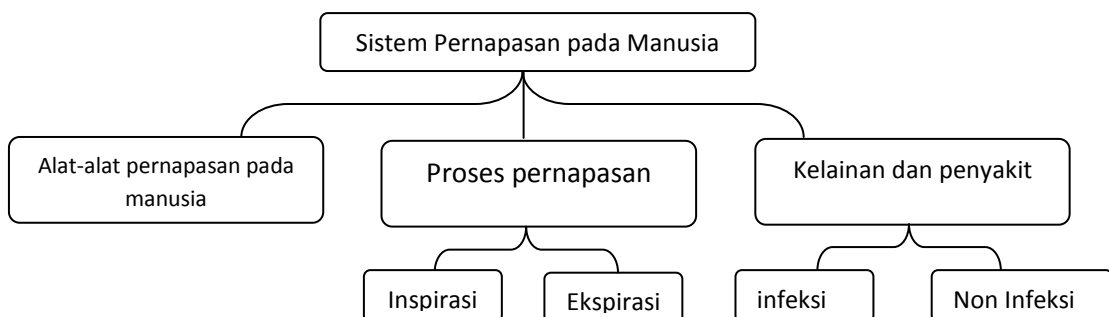 Sistem Pernapasan pada Manusia
Alat-alat pernapasan pada
manusia
Proses pernapasan
Kelainan dan penyakit
Inspirasi
Ekspirasi
infeksi
Non Infeksi